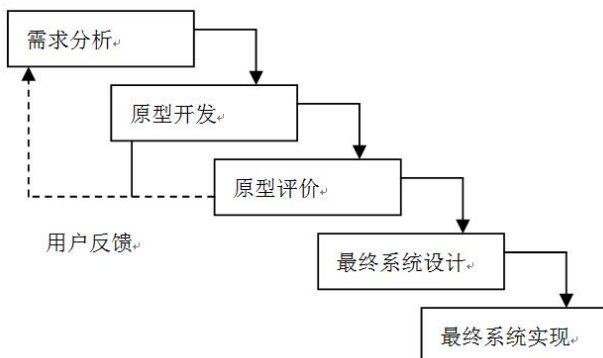 需求分析
原型开发
原型评价
用户反馈
最终系统设计
最终系统实现